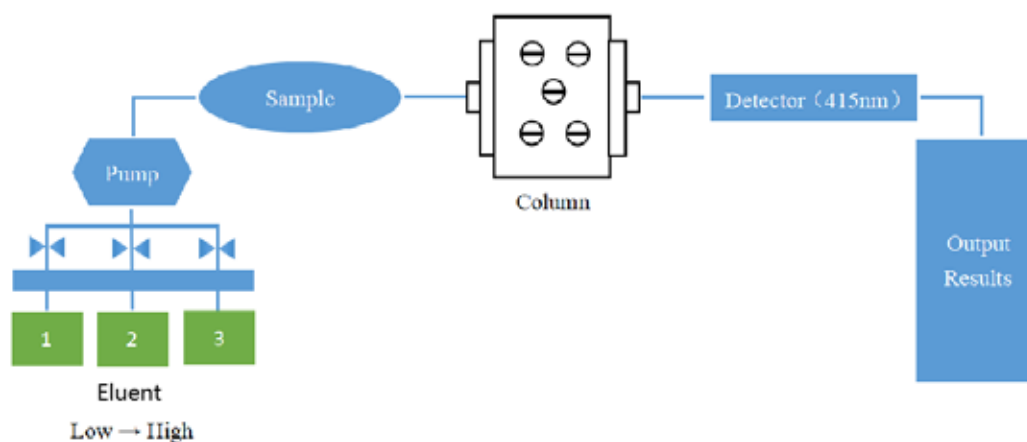 Sample
Detector（415nm）
Pump
Column
Output
Results
1
2
3
Eluent
Low → High